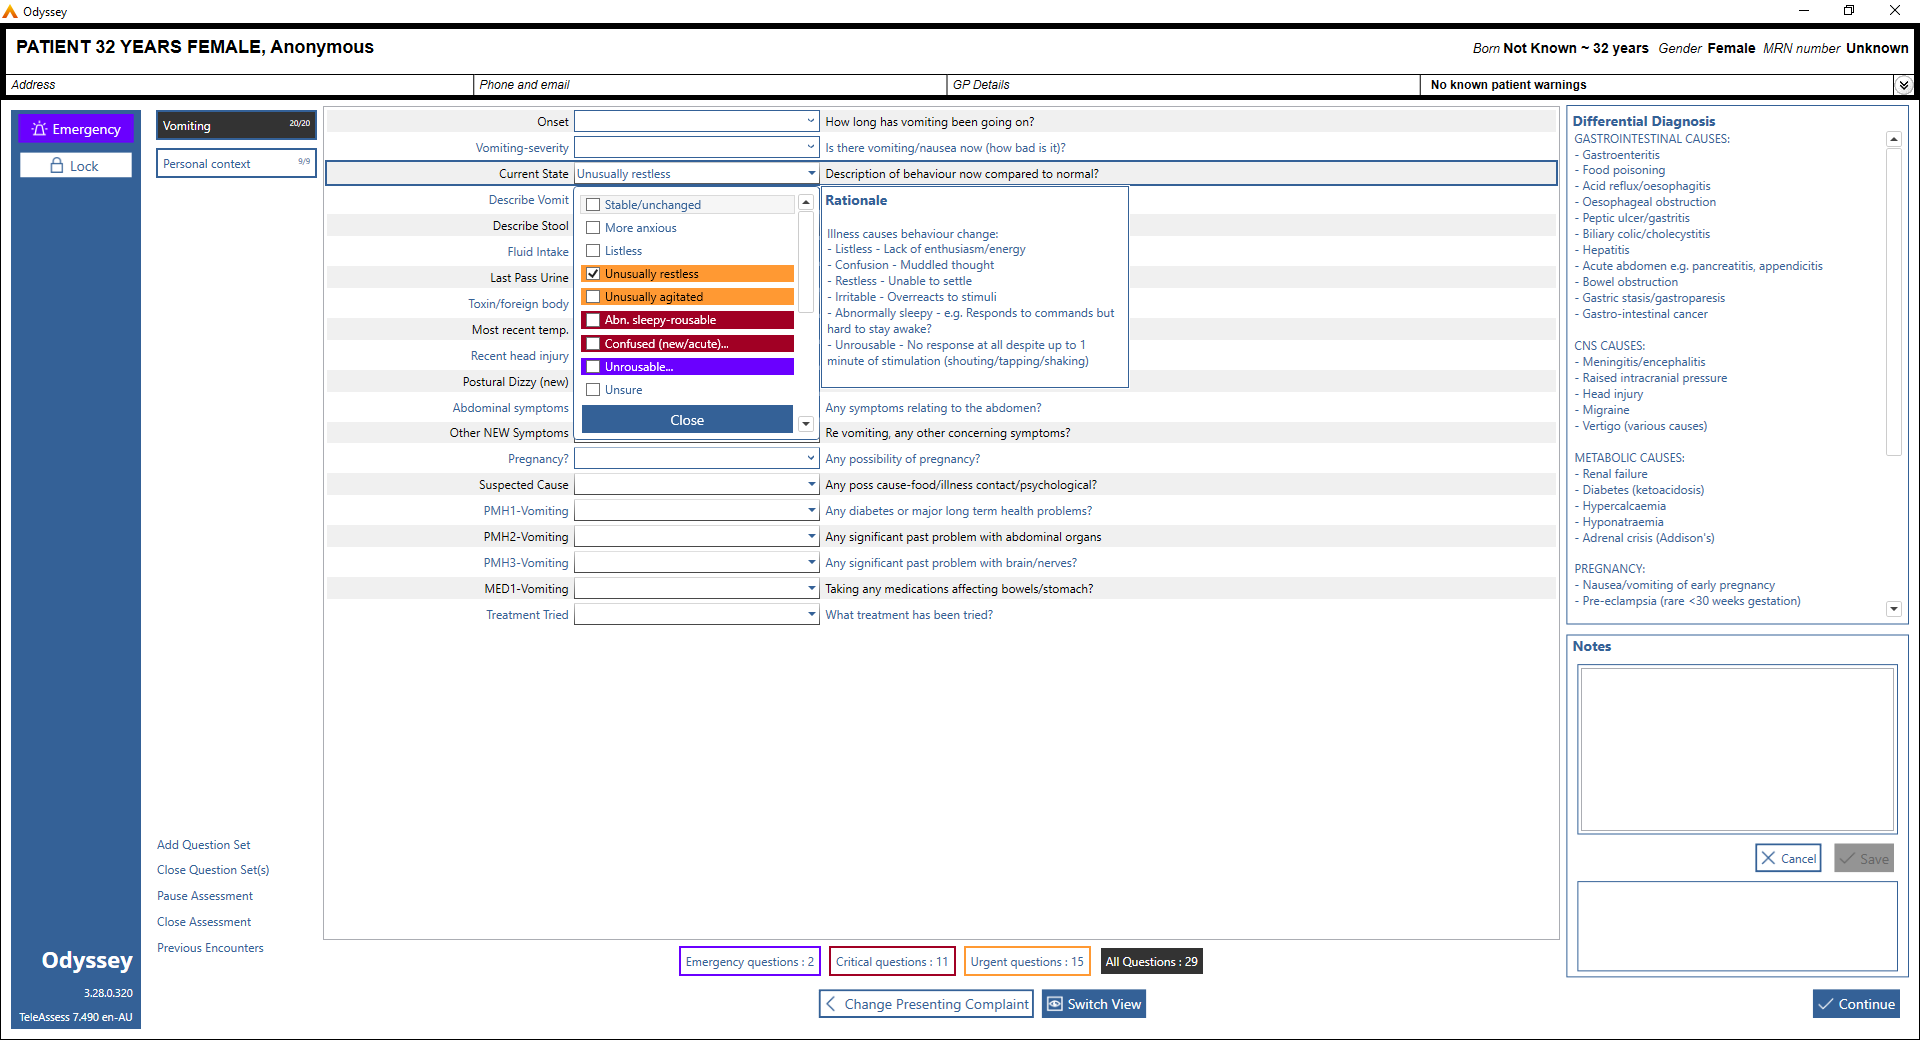 Odyssey
PATIENT 32 YEARS FEMALE, Anonymous
Born Not Known ~ 32 years Gender Female MRN number Unknown
Address
Phone and email
GP Details
No known patient warnings
Emergency
Lock
Vomiting 20/20
Personal context 9/9
Onset
How long has vomiting been going on?
Vomiting-severity
Is there vomiting/nausea now (how bad is it)?
Current State
Unusually restless
Description of behaviour now compared to normal?
Describe Vomit
Describe Stool
Fluid Intake
Last Pass Urine
Toxin/foreign body
Most recent temp.
Recent head injury
Postural Dizzy (new)
Abdominal symptoms
Any symptoms relating to the abdomen?
Other NEW Symptoms
Re vomiting, any other concerning symptoms?
Pregnancy?
Any possibility of pregnancy?
Suspected Cause
Any poss cause-food/illness contact/psychological?
PMH1-Vomiting
Any diabetes or major long term health problems?
PMH2-Vomiting
Any significant past problem with abdominal organs
PMH3-Vomiting
Any significant past problem with brain/nerves?
MED1-Vomiting
Taking any medications affecting bowels/stomach?
Treatment Tried
What treatment has been tried?
Stable/unchanged
More anxious
Listless
Unusually restless
Unusually agitated
Abn. sleepy-rousable
Confused (new/acute)...
Unrousable...
Unsure
Close
Rationale
Illness causes behaviour change:
- Listless - Lack of enthusiasm/energy
- Confusion - Muddled thought
- Restless - Unable to settle
- Irritable - Overreacts to stimuli
- Abnormally sleepy - e.g. Responds to commands but
hard to stay awake?
- Unrousable - No response at all despite up to 1
minute of stimulation (shouting/tapping/shaking)
Differential Diagnosis
GASTROINTESTINAL CAUSES:
- Gastroenteritis
- Food poisoning
- Acid reflux/oesophagitis
- Oesophageal obstruction
- Peptic ulcer/gastritis
- Biliary colic/cholecystitis
- Hepatitis
- Acute abdomen e.g. pancreatitis, appendicitis
- Bowel obstruction
- Gastric stasis/gastroparesis
- Gastro-intestinal cancer
CNS CAUSES:
- Meningitis/encephalitis
- Raised intracranial pressure
- Head injury
- Migraine
- Vertigo (various causes)
METABOLIC CAUSES:
- Renal failure
- Diabetes (ketoacidosis)
- Hypercalcaemia
- Hyponatraemia
- Adrenal crisis (Addison's)
PREGNANCY:
- Nausea/vomiting of early pregnancy
- Pre-eclampsia (rare <30 weeks gestation)
Notes
Cancel
Save
Add Question Set
Close Question Set(s)
Pause Assessment
Close Assessment
Previous Encounters
Odyssey
3.28.0.320
TeleAssess 7.490 en-AU
Emergency questions : 2
Critical questions : 11
Urgent questions : 15
All Questions : 29
Change Presenting Complaint
Switch View
Continue